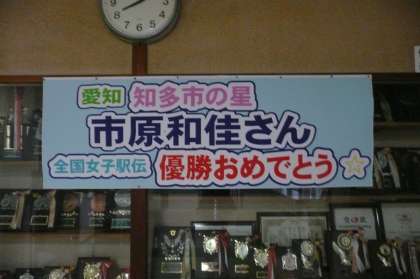 愛知 知多市の星
市原和佳さん
全国女子駅伝 優勝おめでとう